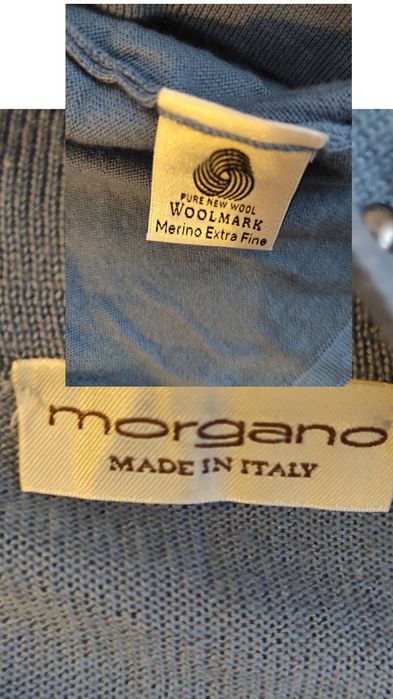 PURE NEW WOOL
WOOLMARK
Merino Extra Fine
morgano
MADE IN ITALY